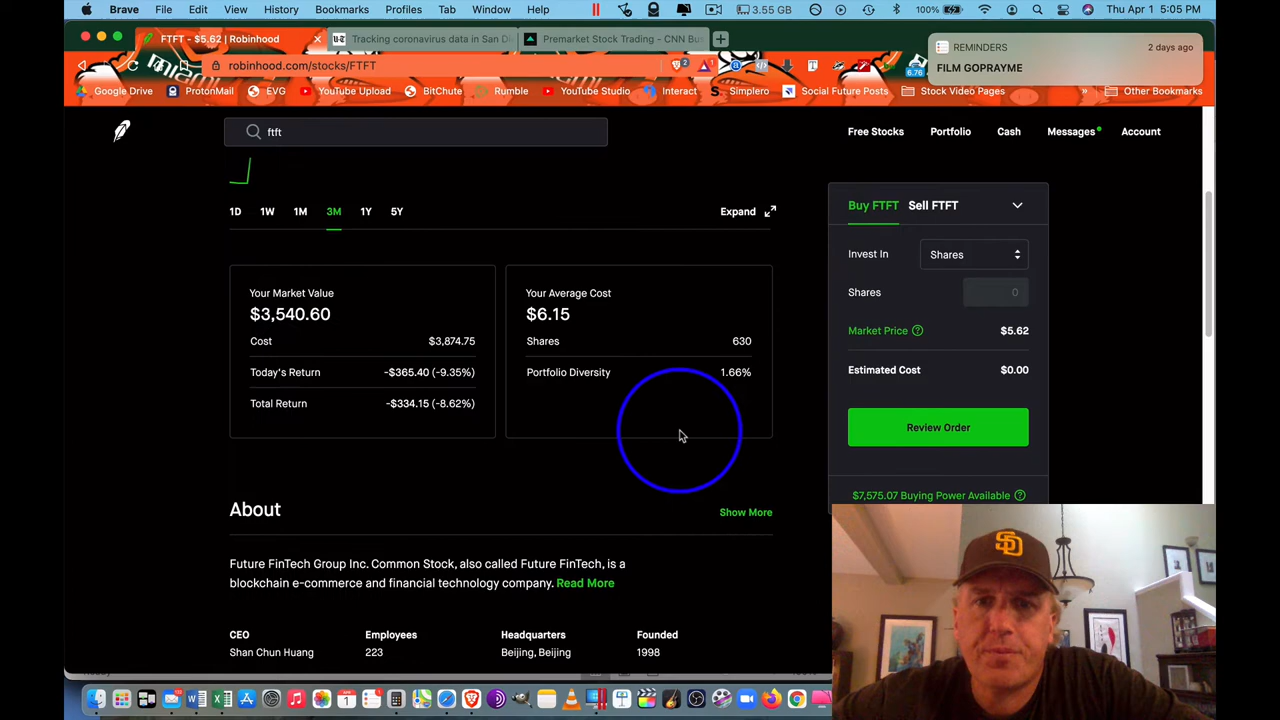 Brave File Edit View History Bookmarks Profiles Tab Window Help 3.55 GB 100% Thu Apr 1 5:05 PM
FTFT - $5.62 | Robinhood Tracking coronavirus data in San Di Premarket Stock Trading - CNN Bus
REMINDERS 2 days ago
FILM GOPRAYME
robinhood.com/stocks/FTFT 2 1 6.76
Google Drive ProtonMail EVG YouTube Upload BitChute Rumble YouTube Studio Interact Simplero Social Future Posts Stock Video Pages » Other Bookmarks
ftft Free Stocks Portfolio Cash Messages Account
1D 1W 1M 3M 1Y 5Y Expand
Buy FTFT Sell FTFT
Invest In Shares
Shares 0
Market Price $5.62
Estimated Cost $0.00
Review Order
$7,575.07 Buying Power Available
Your Market Value
$3,540.60
Cost $3,874.75
Today's Return -$365.40 (-9.35%)
Total Return -$334.15 (-8.62%)
Your Average Cost
$6.15
Shares 630
Portfolio Diversity 1.66%
About Show More
Future FinTech Group Inc. Common Stock, also called Future FinTech, is a
blockchain e-commerce and financial technology company. Read More
CEO Employees Headquarters Founded
Shan Chun Huang 223 Beijing, Beijing 1998
SD